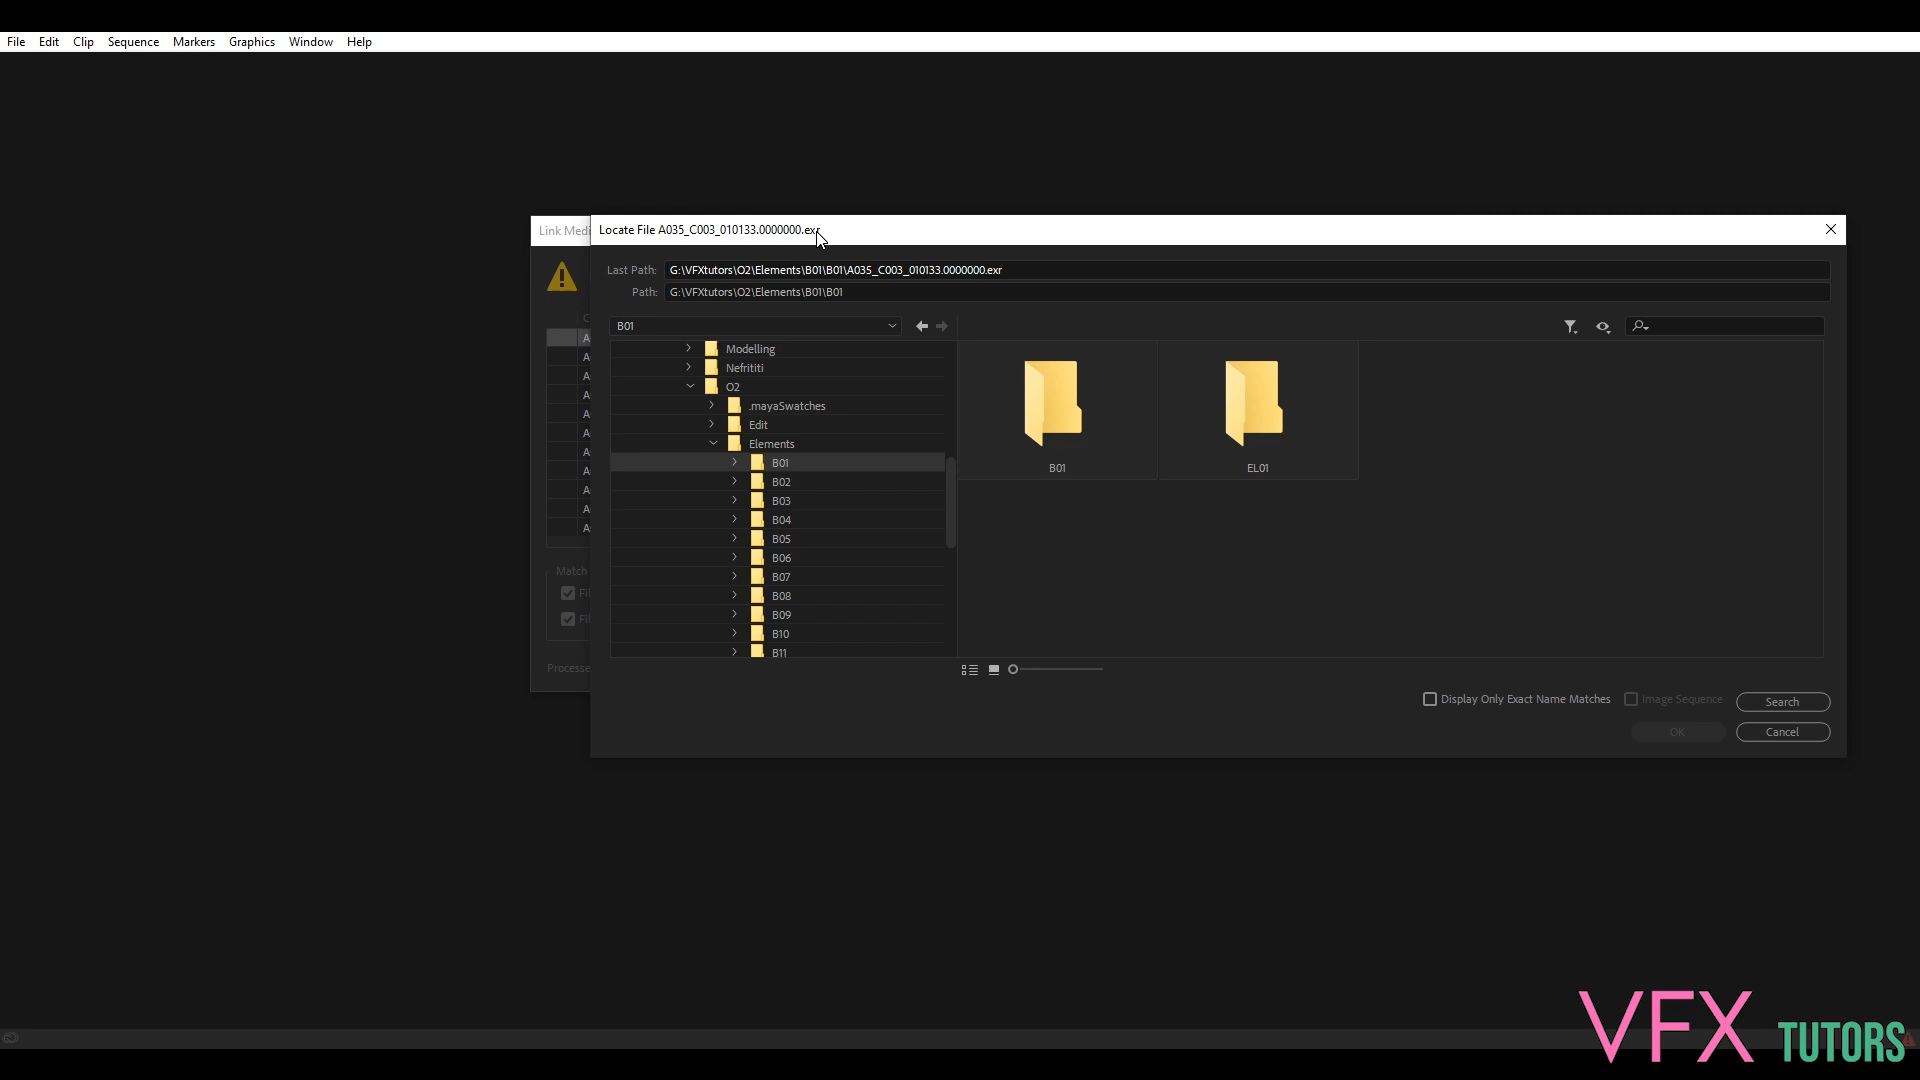 File Edit Clip Sequence Markers Graphics Window Help
Link Medi
Locate File A035_C003_010133.0000000.exr
Last Path: G:\VFXtutors\O2\Elements\B01\B01\A035_C003_010133.0000000.exr
Path: G:\VFXtutors\O2\Elements\B01\B01
B01
Modelling
Nefrititi
O2
.mayaSwatches
Edit
Elements
B01
B02
B03
B04
B05
B06
B07
B08
B09
B10
B11
B01
EL01
Match
Processe
Display Only Exact Name Matches
Image Sequence
Search
OK
Cancel
VFX TUTORS